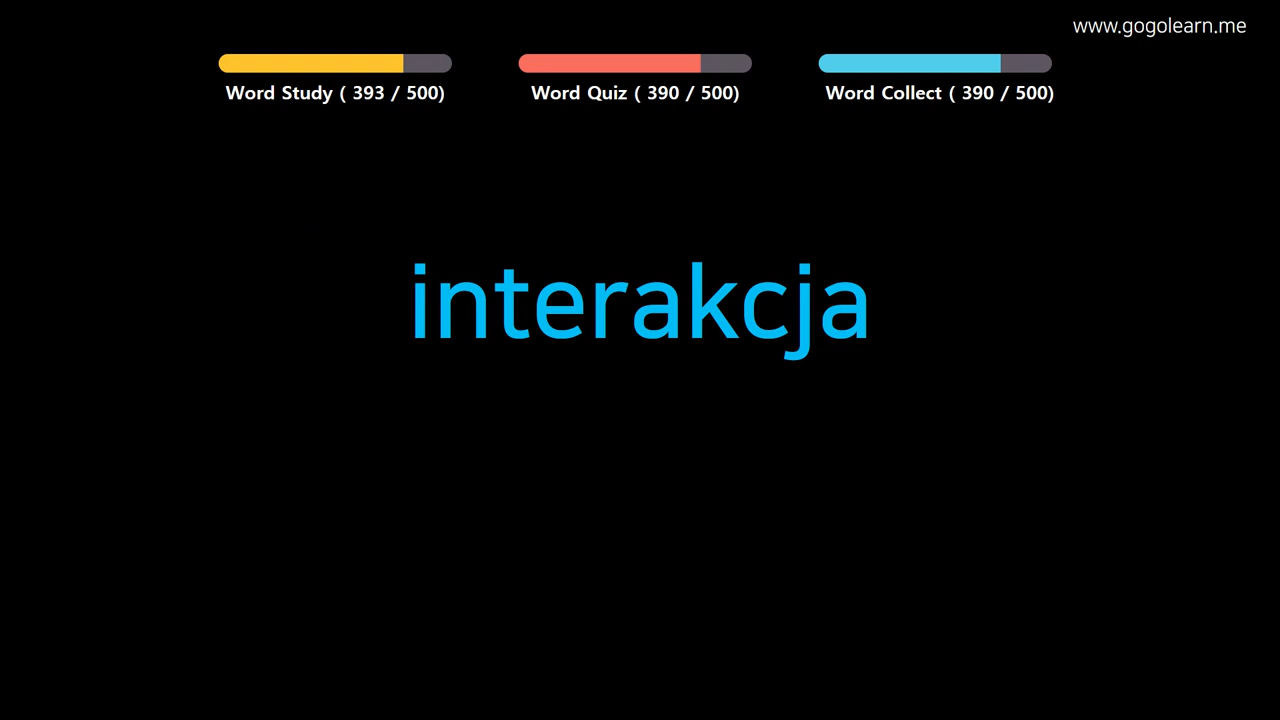 www.gogolearn.me
Word Study ( 393 / 500)
Word Quiz ( 390 / 500)
Word Collect ( 390 / 500)
interakcja